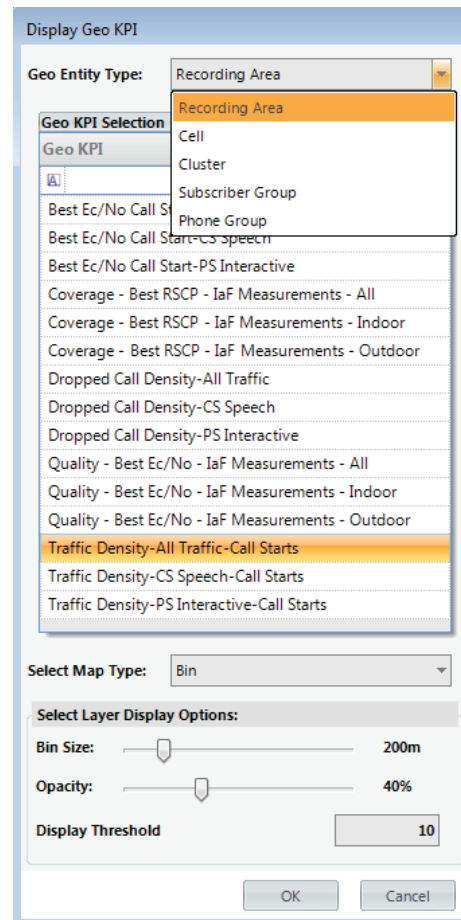 Display Geo KPI
Geo Entity Type: Recording Area
Recording Area
Cell
Cluster
Subscriber Group
Phone Group
Geo KPI Selection
Geo KPI
A
Best Ec/No Call
Best Ec/No Call Start-CS Speech
Best Ec/No Call Start-PS Interactive
Coverage - Best RSCP - IaF Measurements - All
Coverage - Best RSCP - IaF Measurements - Indoor
Coverage - Best RSCP - IaF Measurements - Outdoor
Dropped Call Density-All Traffic
Dropped Call Density-CS Speech
Dropped Call Density-PS Interactive
Quality - Best Ec/No - IaF Measurements - All
Quality - Best Ec/No - IaF Measurements - Indoor
Quality - Best Ec/No - IaF Measurements - Outdoor
Traffic Density-All Traffic-Call Starts
Traffic Density-CS Speech-Call Starts
Traffic Density-PS Interactive-Call Starts
Select Map Type: Bin
Select Layer Display Options:
Bin Size: 200m
Opacity: 40%
Display Threshold 10
OK Cancel